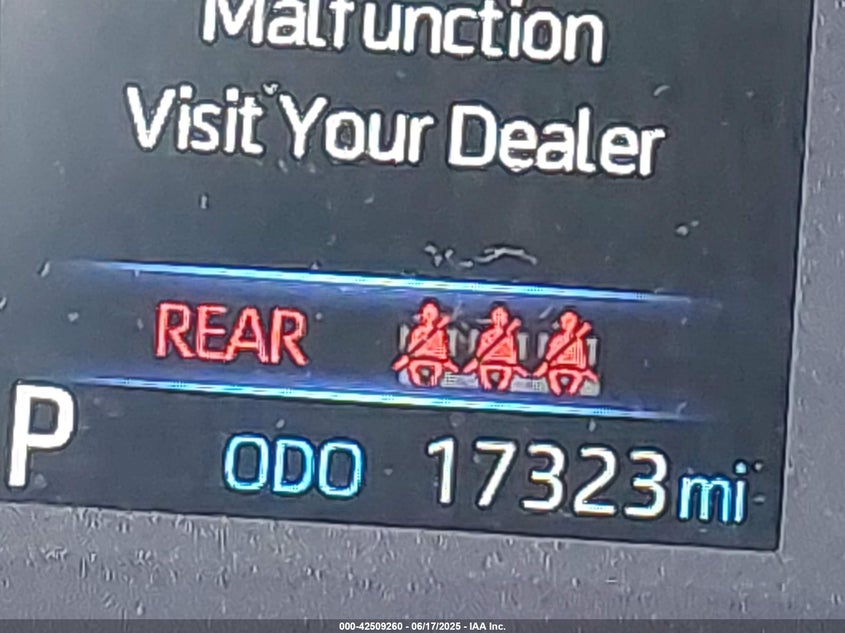 Malfunction
Visit Your Dealer
REAR
P
ODO 17323 mi
000-42509260 - 06/17/2025 - IAA Inc.